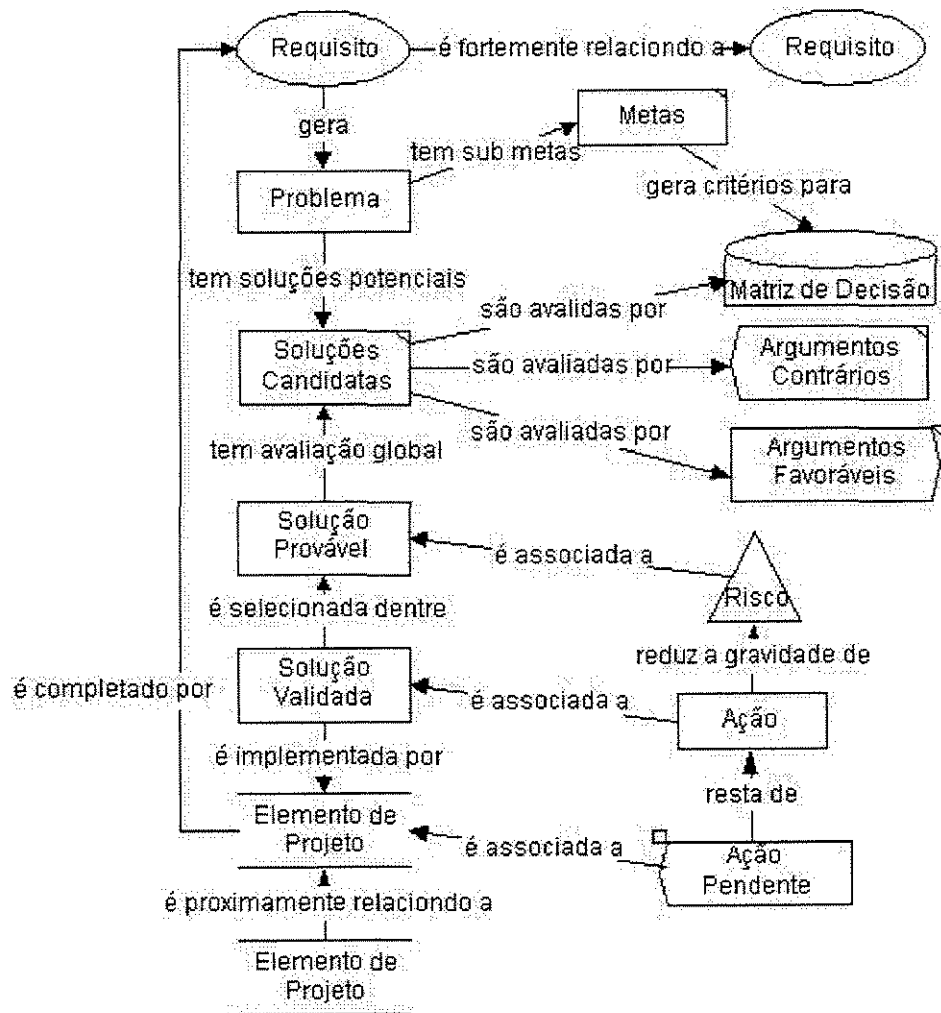 Requisito
é fortemente relaciondo a
Requisito
gera
Metas
tem sub metas
Problema
gera critérios para
tem soluções potenciais
Matriz de Decisão
são avalidas por
Soluções
Candidatas
são avaliadas por
Argumentos
Contrários
tem avaliação global
são avaliadas por
Argumentos
Favoráveis
Solução
Provável
é associada a
Risco
é selecionada dentre
reduz a gravidade de
Solução
Validada
é completado por
é associada a
Ação
é implementada por
resta de
Elemento de
Projeto
é associada a
Ação
Pendente
é proximamente relaciondo a
Elemento de
Projeto